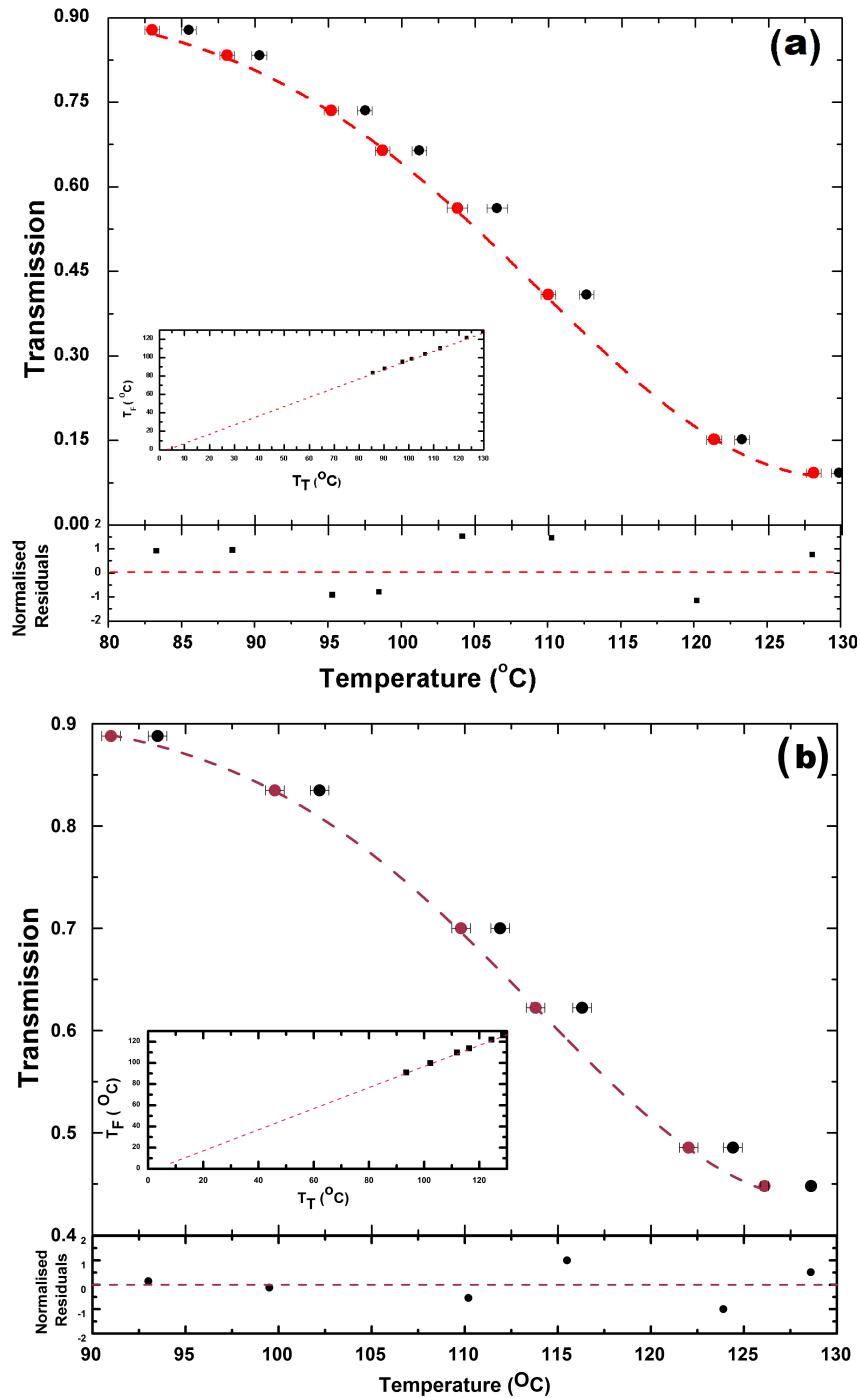 (a)
Transmission
0.90
0.75
0.60
0.45
0.30
0.15
0.00
T_F (°C)
120
100
80
60
40
20
0
0 10 20 30 40 50 60 70 80 90 100 110 120 130
T_T (°C)
Normalised
Residuals
2
1
0
-1
-2
80 85 90 95 100 105 110 115 120 125 130
Temperature (°C)
(b)
Transmission
0.9
0.8
0.7
0.6
0.5
0.4
T_F (°C)
120
100
80
60
40
20
0
0 20 40 60 80 100 120
T_T (°C)
Normalised
Residuals
2
1
0
-1
-2
90 95 100 105 110 115 120 125 130
Temperature (°C)